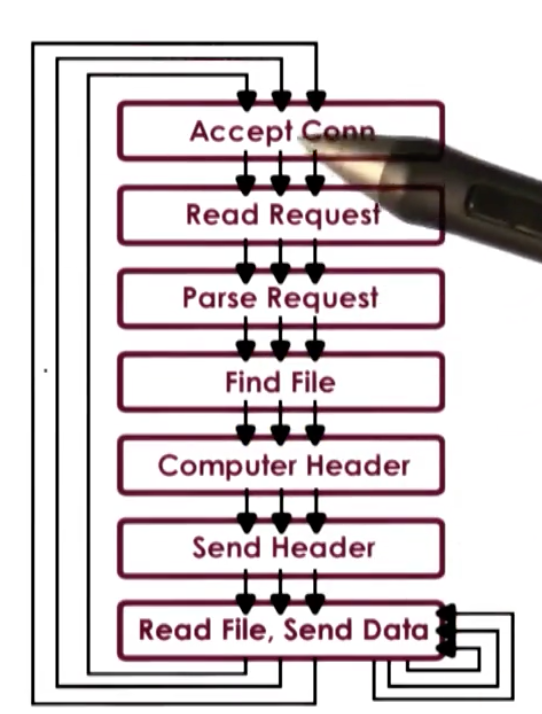 Accept Conn
Read Request
Parse Request
Find File
Computer Header
Send Header
Read File, Send Data